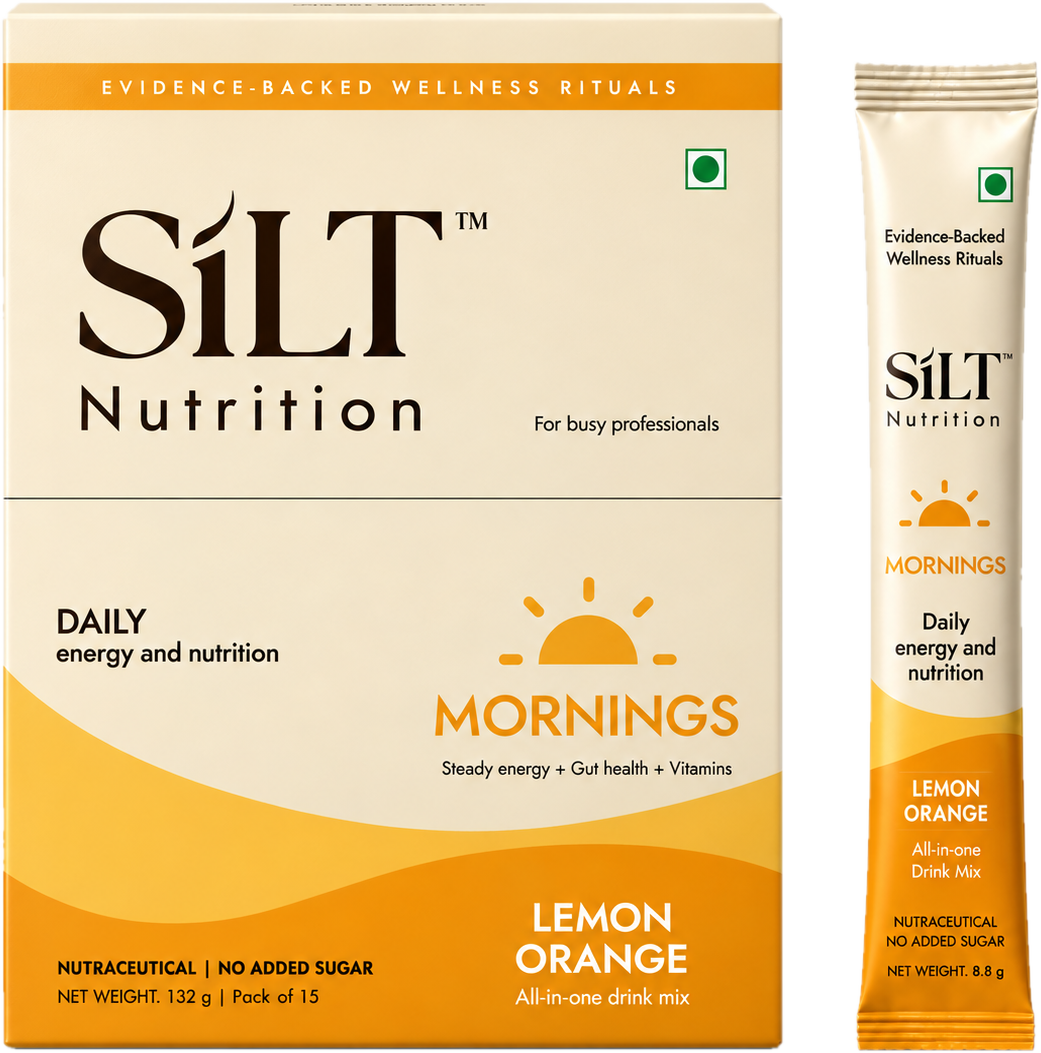 EVIDENCE-BACKED WELLNESS RITUALS
SiLT™
Nutrition
For busy professionals
DAILY
energy and nutrition
MORNINGS
Steady energy + Gut health + Vitamins
LEMON
ORANGE
All-in-one drink mix
NUTRACEUTICAL | NO ADDED SUGAR
NET WEIGHT. 132 g | Pack of 15
Evidence-Backed
Wellness Rituals
SiLT™
Nutrition
MORNINGS
Daily
energy and
nutrition
LEMON
ORANGE
All-in-one
Drink Mix
NUTRACEUTICAL
NO ADDED SUGAR
NET WEIGHT. 8.8 g